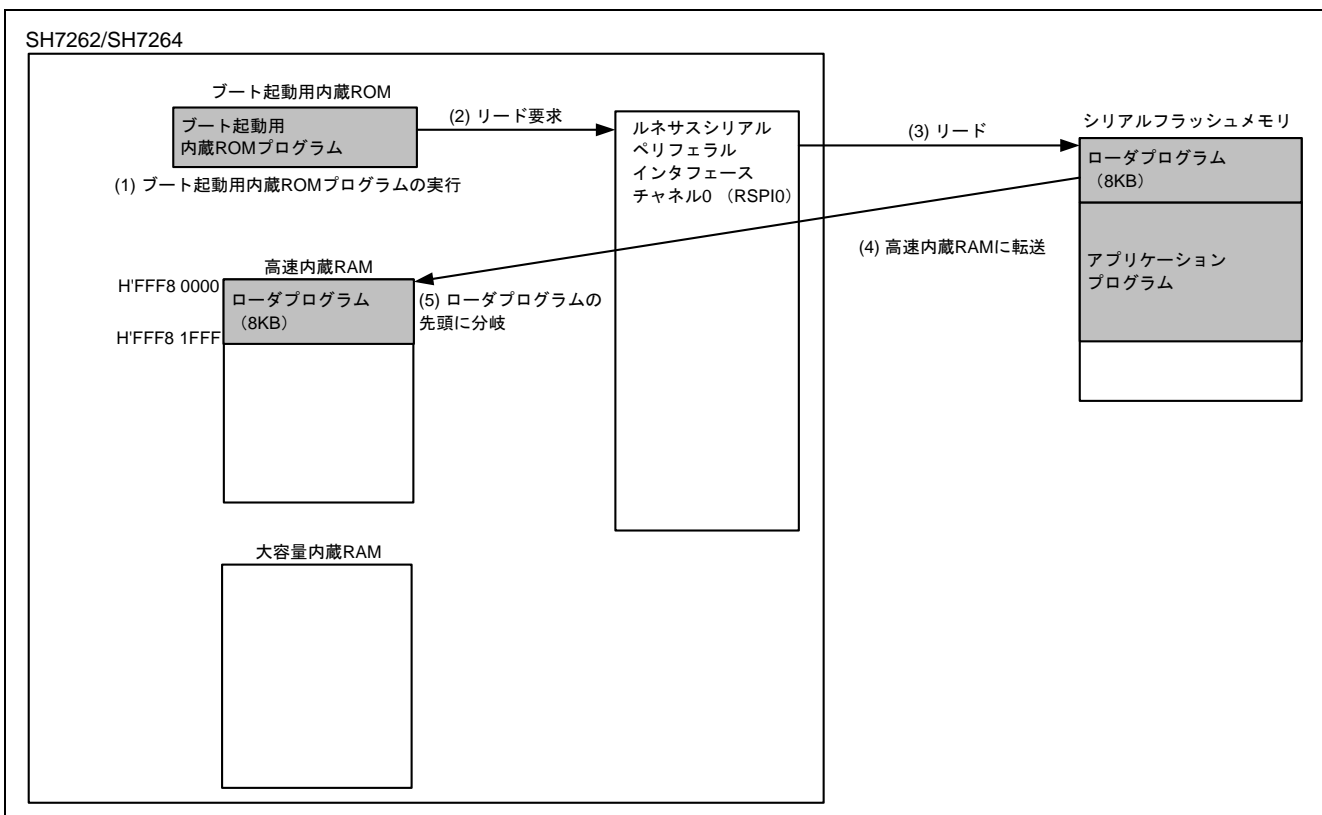 SH7262/SH7264
ブート起動用内蔵ROM
ブート起動用
内蔵ROMプログラム
(1) ブート起動用内蔵ROMプログラムの実行
(2) リード要求
ルネサスシリアル
ペリフェラル
インタフェース
チャネル0 （RSPI0）
(3) リード
シリアルフラッシュメモリ
ローダプログラム
（8KB）
アプリケーション
プログラム
(4) 高速内蔵RAMに転送
高速内蔵RAM
H'FFF8 0000
ローダプログラム
（8KB）
H'FFF8 1FFF
(5) ローダプログラムの
先頭に分岐
大容量内蔵RAM